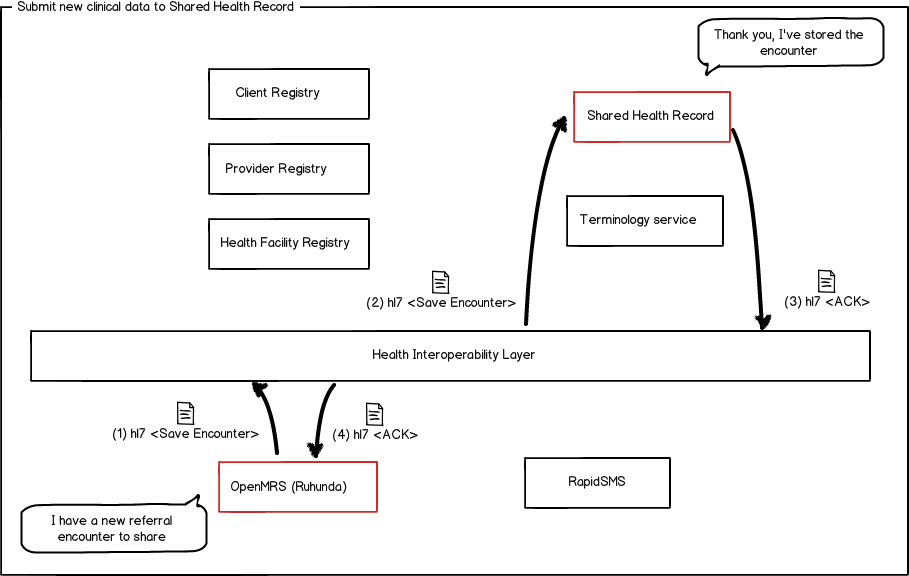 Submit new clinical data to Shared Health Record
Thank you, I've stored the
encounter
Client Registry
Shared Health Record
Provider Registry
Terminology service
Health Facility Registry
(2) hl7 <Save Encounter>
(3) hl7 <ACK>
Health Interoperability Layer
(1) hl7 <Save Encounter>
(4) hl7 <ACK>
OpenMRS (Ruhunda)
RapidSMS
I have a new referral
encounter to share